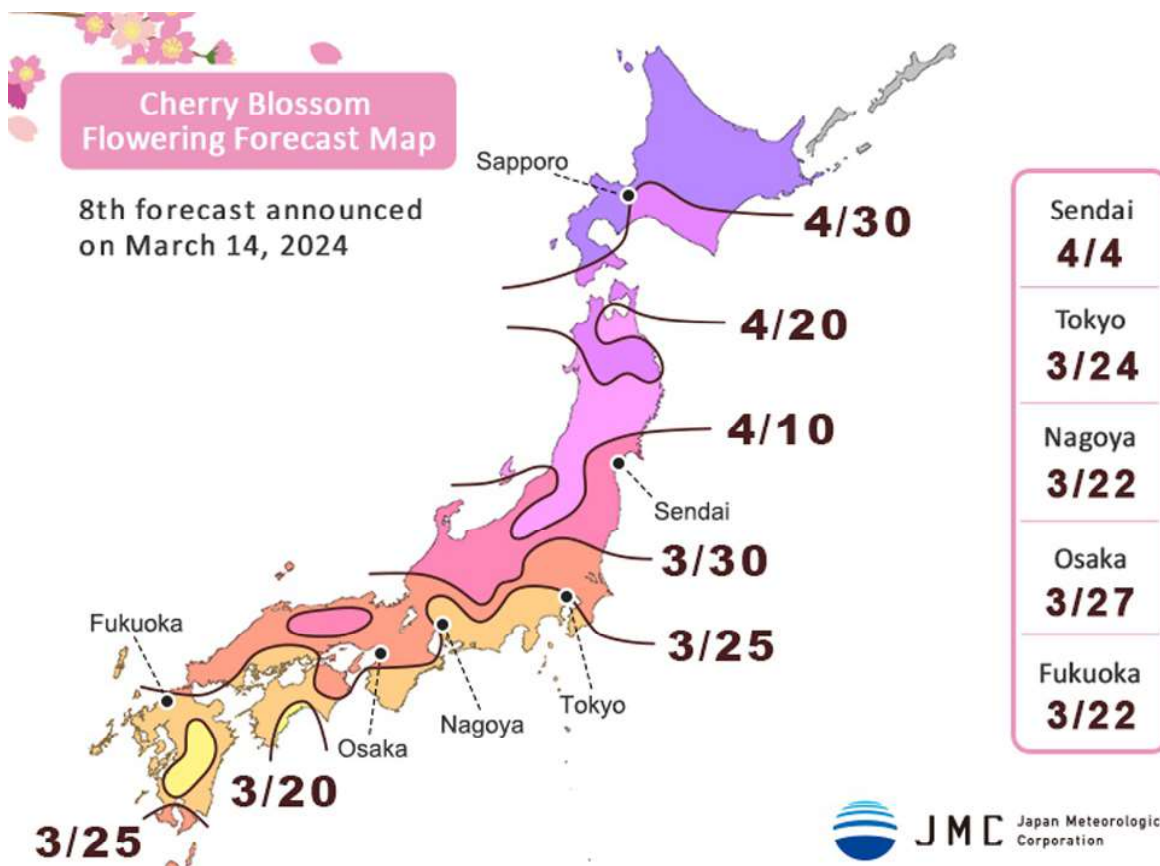 Cherry Blossom
Flowering Forecast Map
8th forecast announced
on March 14, 2024
Sapporo
4/30
4/20
4/10
Sendai
3/30
3/25
Fukuoka
Tokyo
Nagoya
Osaka
3/20
3/25
Sendai
4/4
Tokyo
3/24
Nagoya
3/22
Osaka
3/27
Fukuoka
3/22
JMC
Japan Meteorologic
Corporation